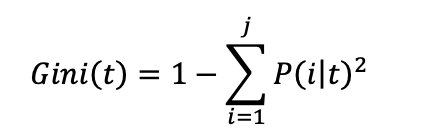 Gini(t) = 1 − ∑_{i=1}^{j} P(i|t)²